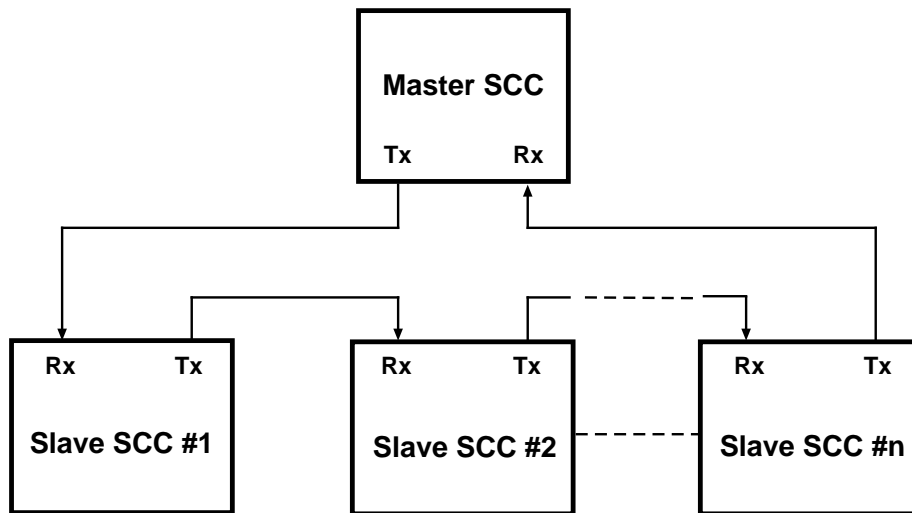 Master SCC
Tx Rx
Rx Tx Rx Tx Rx Tx
Slave SCC #1 Slave SCC #2 Slave SCC #n